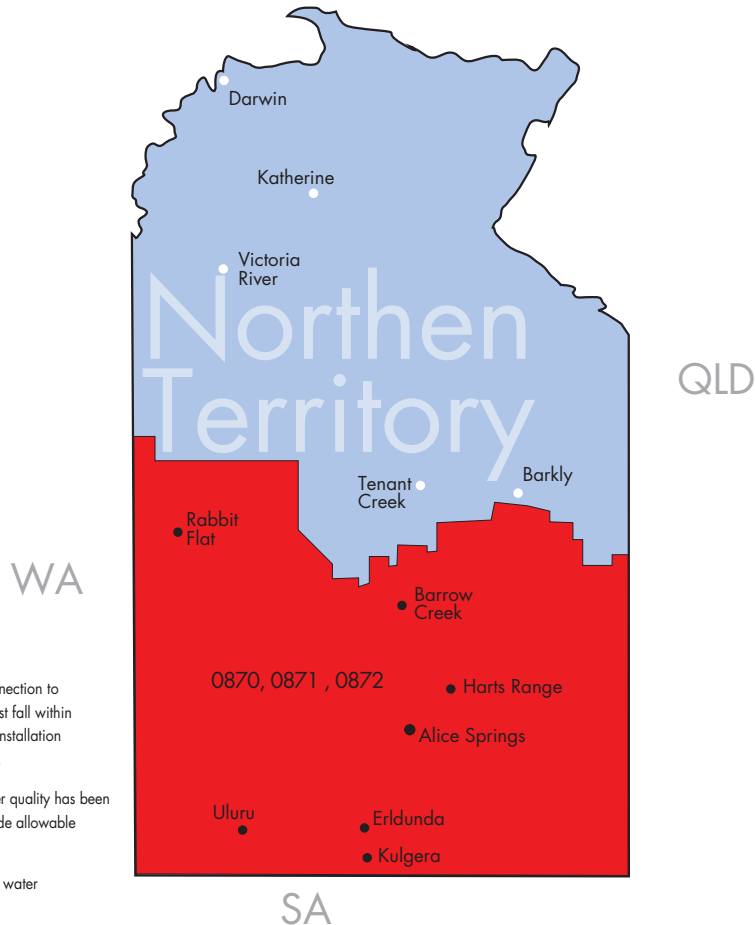 Darwin
Katherine
Victoria
River
Northen
Territory
QLD
Tenant
Creek
Barkly
Rabbit
Flat
WA
Barrow
Creek
0870, 0871 , 0872
Harts Range
Alice Springs
nection to
st fall within
nstallation
er quality has been
de allowable
water
Uluru
Erldunda
Kulgera
SA